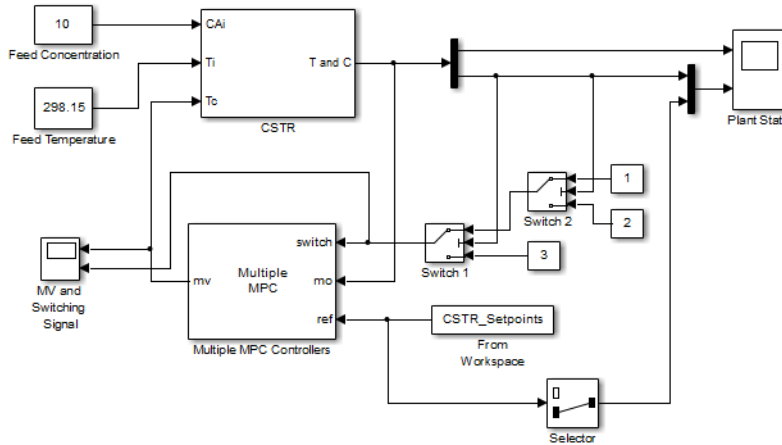 10
CAi
Feed Concentration
Ti
T and C
298.15
Tc
Feed Temperature
CSTR
Plant Stat
1
2
Switch 2
switch
Multiple
MPC
mv
mo
Switch 1
3
MV and
Switching
Signal
ref
CSTR_Setpoints
Multiple MPC Controllers
From
Workspace
Selector